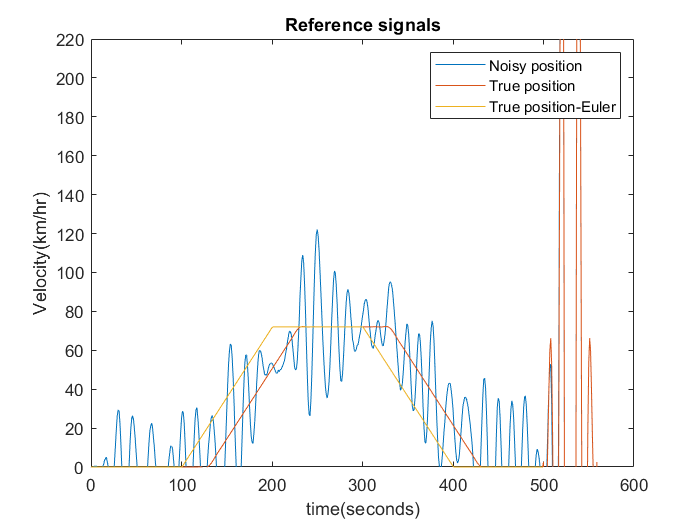 Reference signals
220
200
180
160
140
120
100
80
60
40
20
0
Velocity(km/hr)
Noisy position
True position
True position-Euler
0 100 200 300 400 500 600
time(seconds)